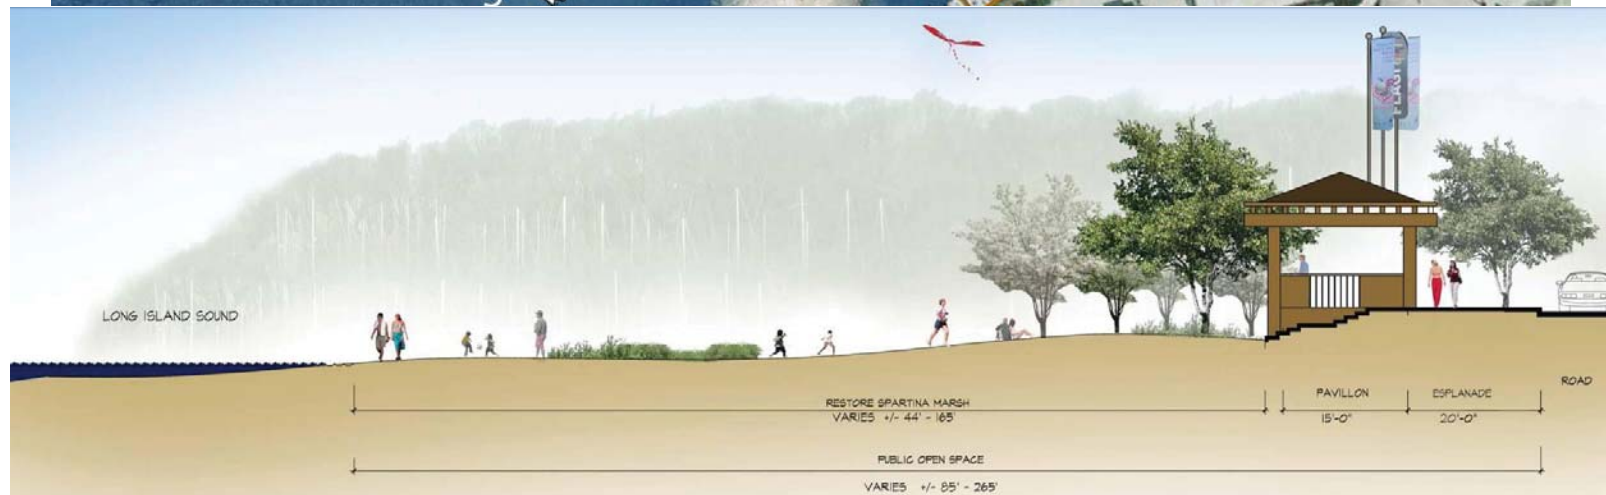 LONG ISLAND SOUND
RESTORE SPARTINA MARSH
VARIES +/- 44' - 165'
PAVILLON
15'-0"
ESPLANADE
20'-0"
ROAD
PUBLIC OPEN SPACE
VARIES +/- 85' - 265'